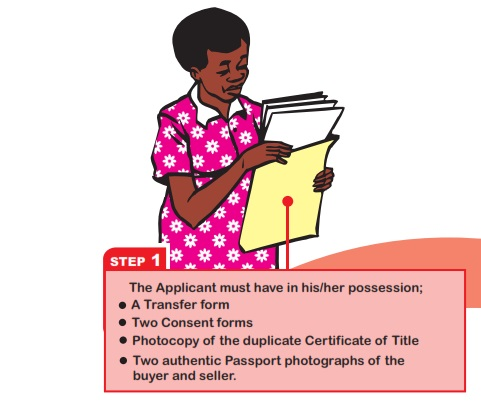 STEP 1
The Applicant must have in his/her possession;
• A Transfer form
• Two Consent forms
• Photocopy of the duplicate Certificate of Title
• Two authentic Passport photographs of the
buyer and seller.